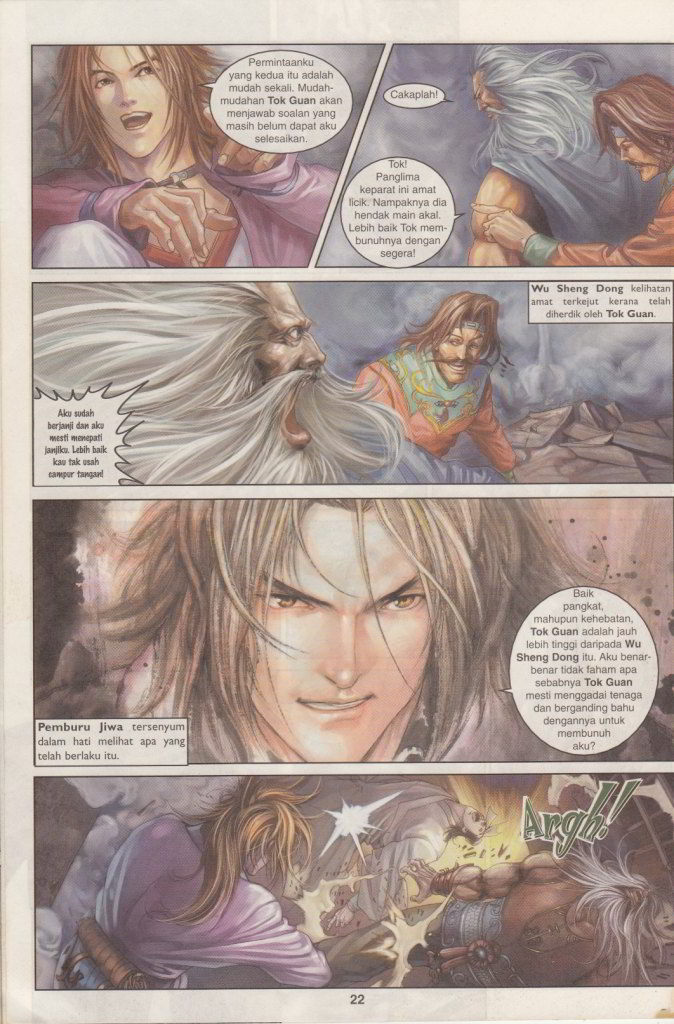 Permintaanku
yang kedua itu adalah
mudah sekali. Mudah-
mudahan Tok Guan akan
menjawab soalan yang
masih belum dapat aku
selesaikan.
Cakaplah!
Tok!
Panglima
keparat ini amat
licik. Nampaknya dia
hendak main akal.
Lebih baik Tok mem-
bunuhnya dengan
segera!
Wu Sheng Dong kelihatan
amat terkejut kerana telah
diherdik oleh Tok Guan.
Aku sudah
berjanji dan aku
mesti menepati
janjiku. Lebih baik
kau tak usah
campur tangan!
Baik
pangkat,
mahupun kehebatan,
Tok Guan adalah jauh
lebih tinggi daripada Wu
Sheng Dong itu. Aku benar-
benar tidak faham apa
sebabnya Tok Guan
mesti menggadai tenaga
dan berganding bahu
dengannya untuk
membunuh
aku?
Pemburu Jiwa tersenyum
dalam hati melihat apa yang
telah berlaku itu.
Argh!
22